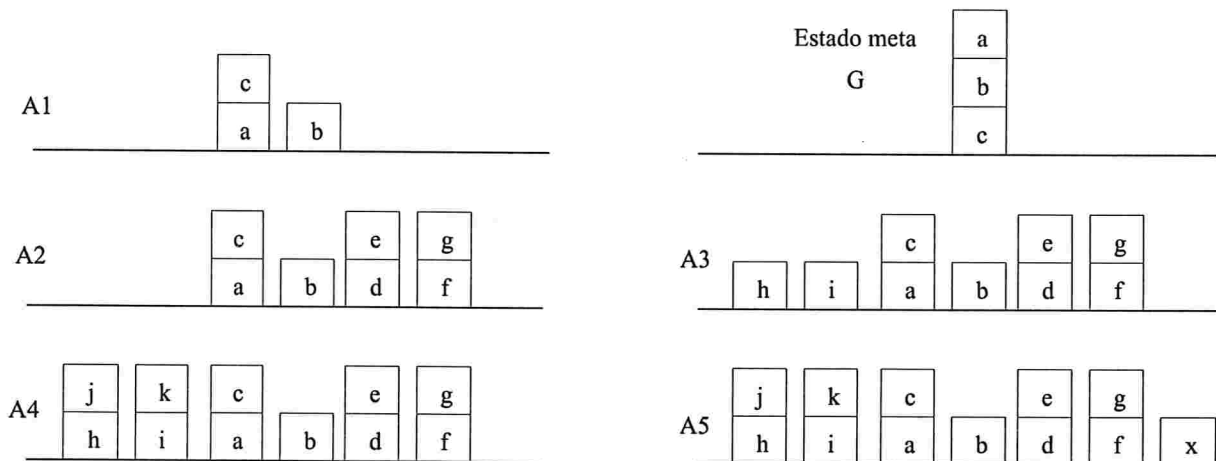 A1
c
a b
Estado meta
G
a
b
c
A2
c e g
a b d f
A3
c e g
h i a b d f
A4
j k c e g
h i a b d f
A5
j k c e g
h i a b d f x